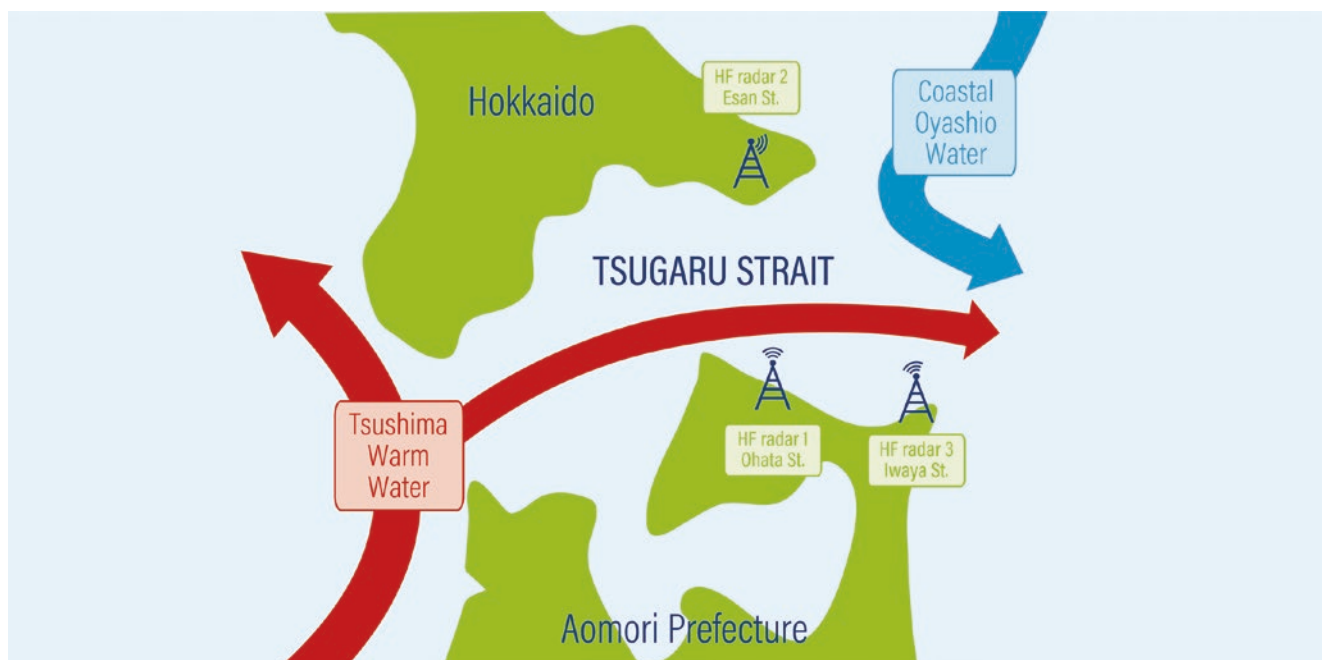 HF radar 2
Esan St.
Hokkaido
Coastal
Oyashio
Water
TSUGARU STRAIT
Tsushima
Warm
Water
HF radar 1
Ohata St.
HF radar 3
Iwaya St.
Aomori Prefecture